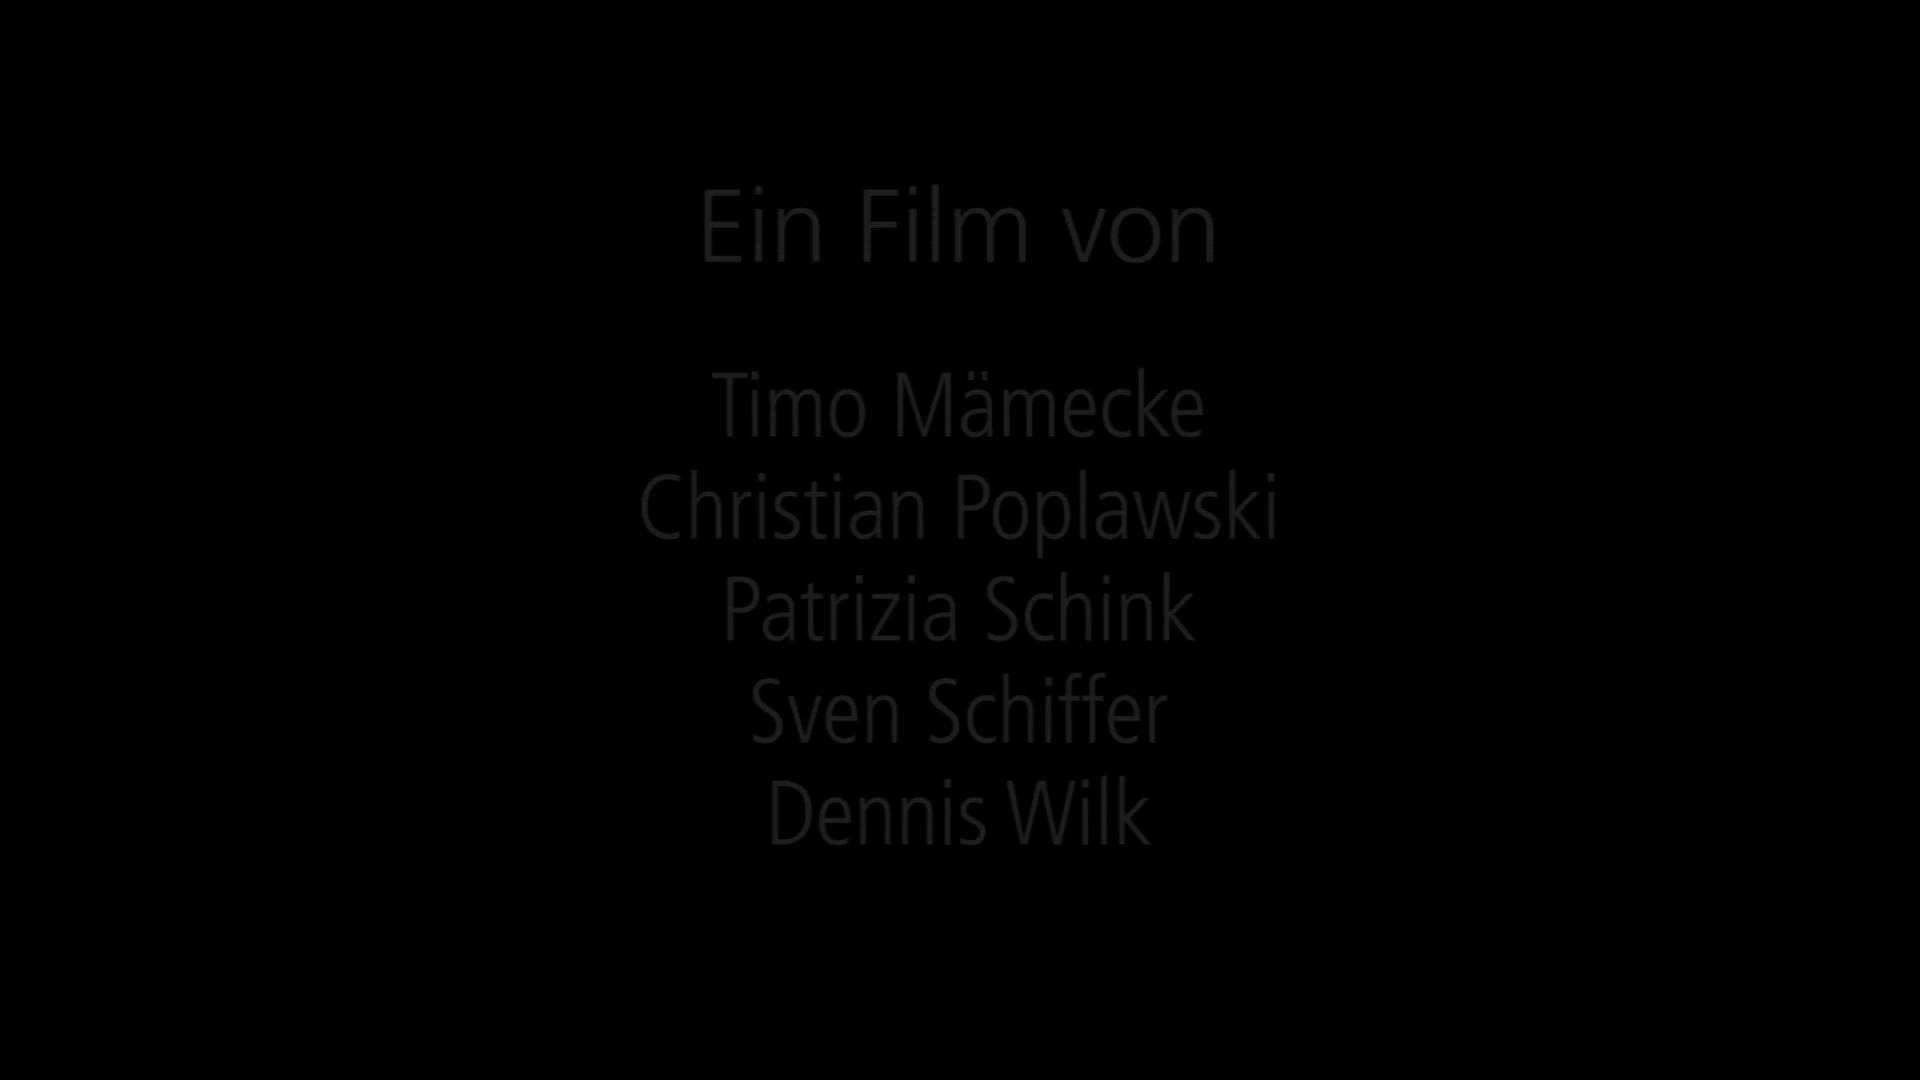 Ein Film von
Timo Mämecke
Christian Poplawski
Patrizia Schink
Sven Schiffer
Dennis Wilk